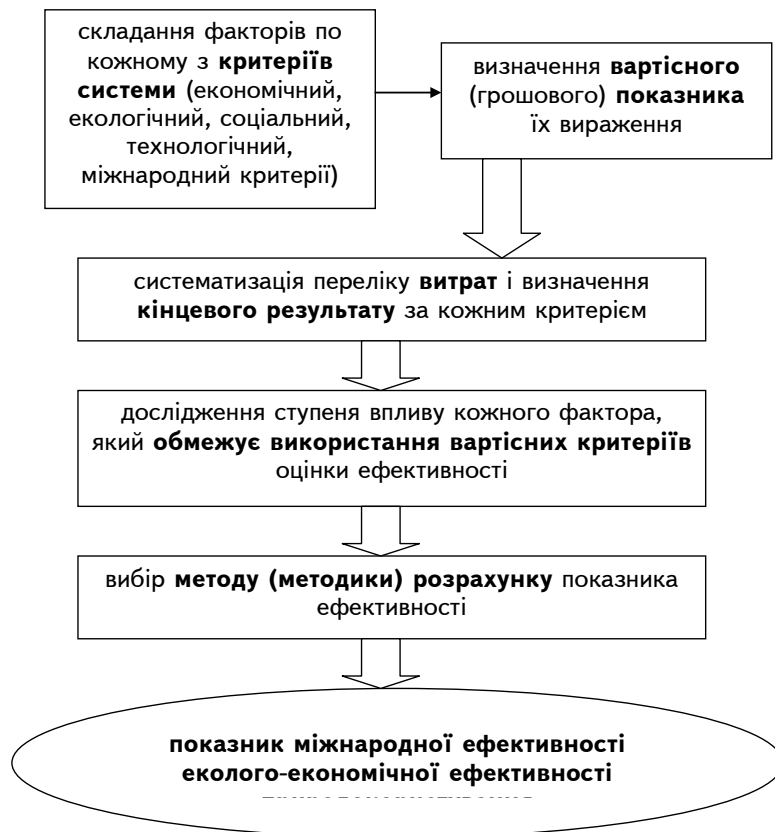 складання факторів по
кожному з критеріїв
системи (економічний,
екологічний, соціальний,
технологічний,
міжнародний критерії)
визначення вартісного
(грошового) показника
їх вираження
систематизація переліку витрат і визначення
кінцевого результату за кожним критерієм
дослідження ступеня впливу кожного фактора,
який обмежує використання вартісних критеріїв
оцінки ефективності
вибір методу (методики) розрахунку показника
ефективності
показник міжнародної ефективності
еколого-економічної ефективності